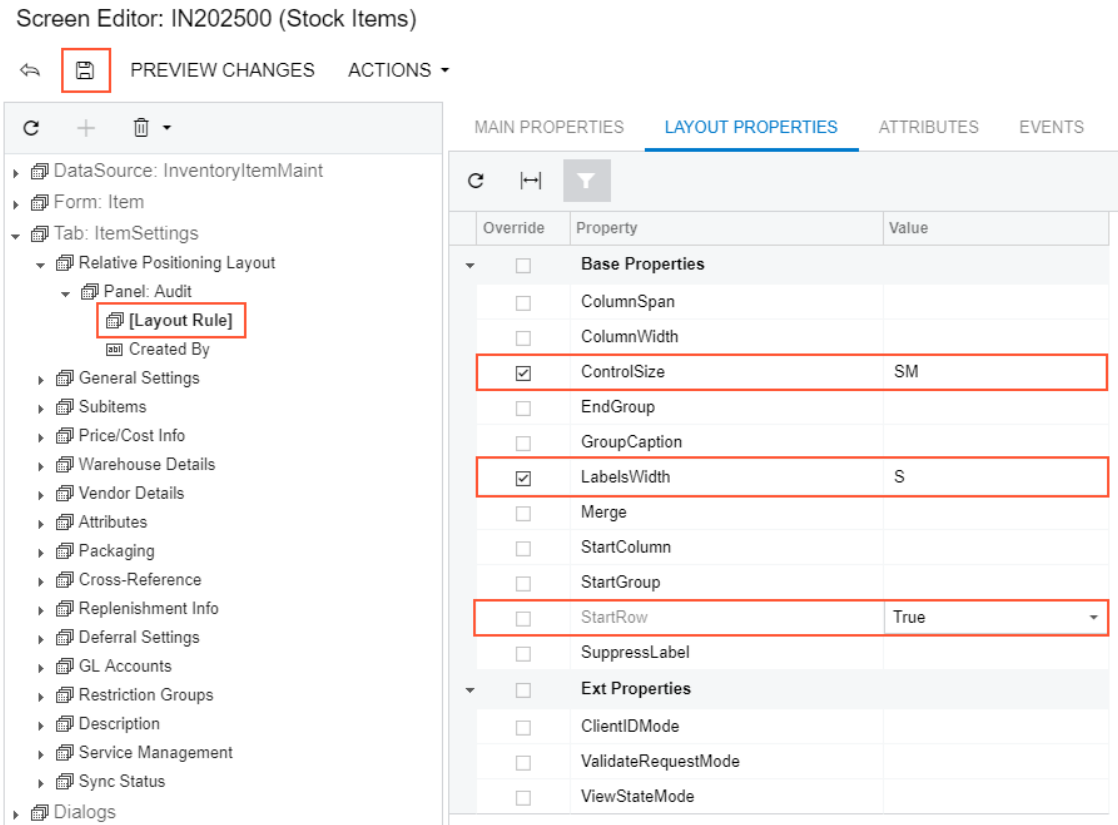 Screen Editor: IN202500 (Stock Items)
PREVIEW CHANGES ACTIONS
MAIN PROPERTIES LAYOUT PROPERTIES ATTRIBUTES EVENTS
DataSource: InventoryItemMaint
Form: Item
Tab: ItemSettings
Relative Positioning Layout
Panel: Audit
[Layout Rule]
Created By
General Settings
Subitems
Price/Cost Info
Warehouse Details
Vendor Details
Attributes
Packaging
Cross-Reference
Replenishment Info
Deferral Settings
GL Accounts
Restriction Groups
Description
Service Management
Sync Status
Dialogs
Override Property Value
Base Properties
ColumnSpan
ColumnWidth
ControlSize SM
EndGroup
GroupCaption
LabelsWidth S
Merge
StartColumn
StartGroup
StartRow True
SuppressLabel
Ext Properties
ClientIDMode
ValidateRequestMode
ViewStateMode